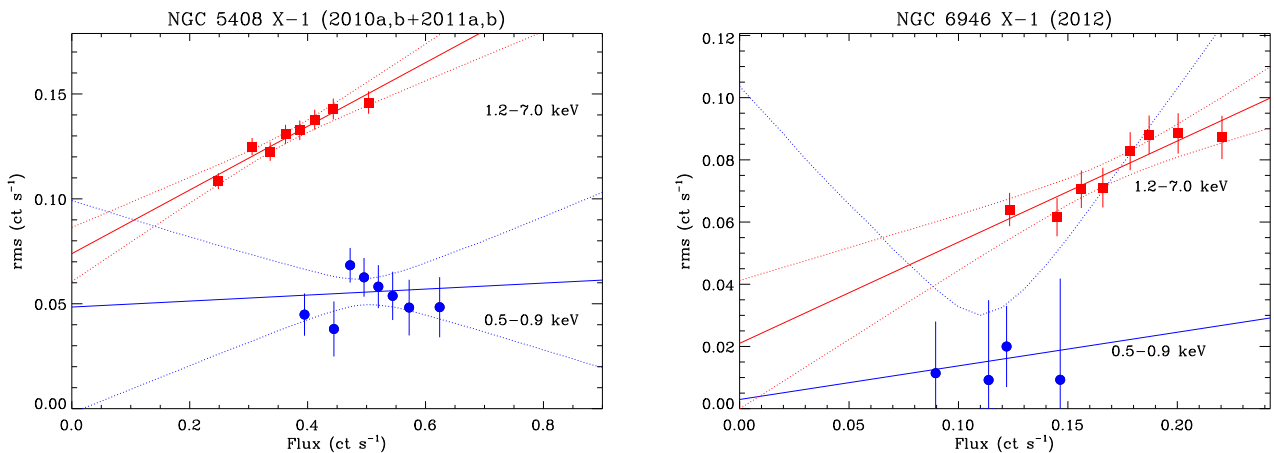 NGC 5408 X−1 (2010a,b+2011a,b)
rms (ct s⁻¹)
0.15
0.10
0.05
0.00
1.2−7.0 keV
0.5−0.9 keV
0.0 0.2 0.4 0.6 0.8
Flux (ct s⁻¹)
NGC 6946 X−1 (2012)
rms (ct s⁻¹)
0.12
0.10
0.08
0.06
0.04
0.02
0.00
1.2−7.0 keV
0.5−0.9 keV
0.00 0.05 0.10 0.15 0.20
Flux (ct s⁻¹)